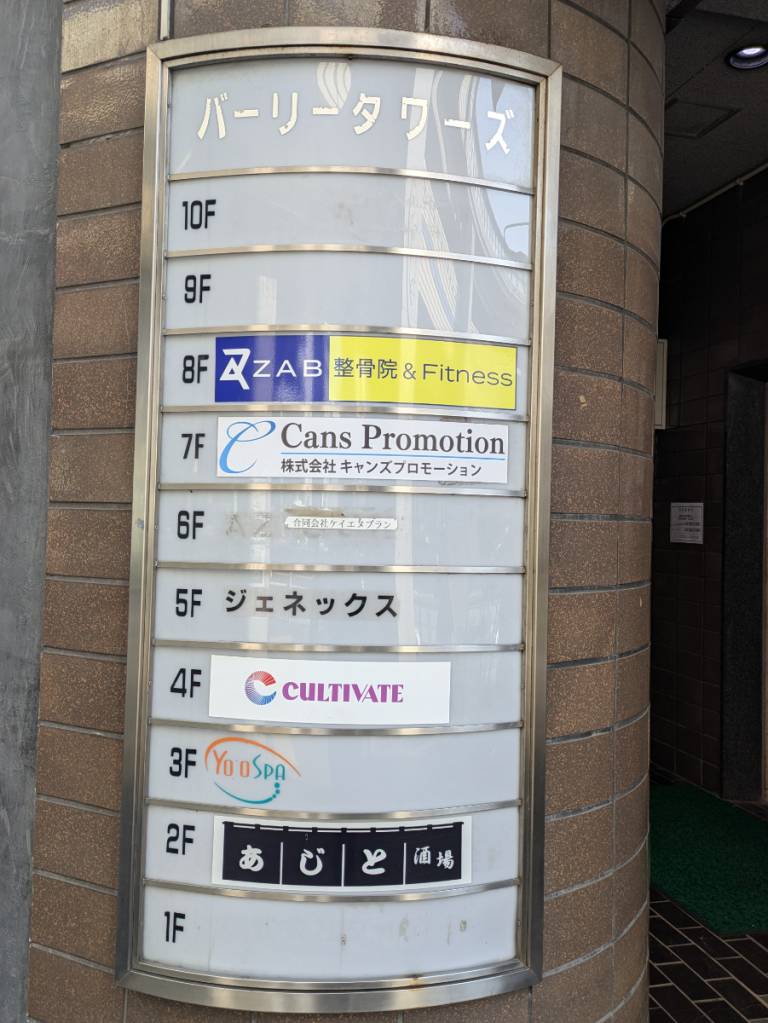 バーリータワーズ
10F
9F
8F ZAB 整骨院 & Fitness
7F Cans Promotion
株式会社 キャンズプロモーション
6F 合同会社ケイエヌプラン
5F ジェネックス
4F CULTIVATE
3F YOOSPA
2F あじと 酒場
1F